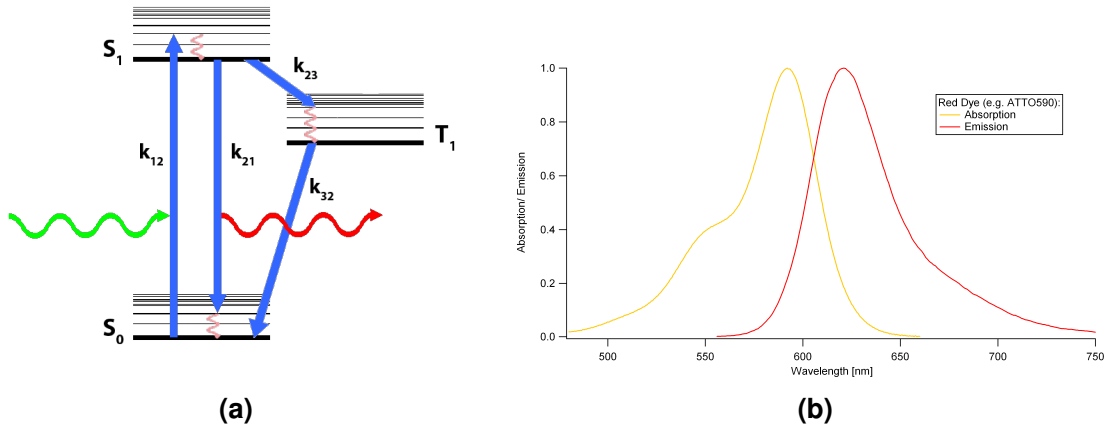 S1
k23
T1
k12
k21
k32
S0
(a)
1.0
0.8
0.6
0.4
0.2
0.0
Absorption/ Emission
500
550
600
650
700
750
Wavelength [nm]
Red Dye (e.g. ATTO590):
Absorption
Emission
(b)